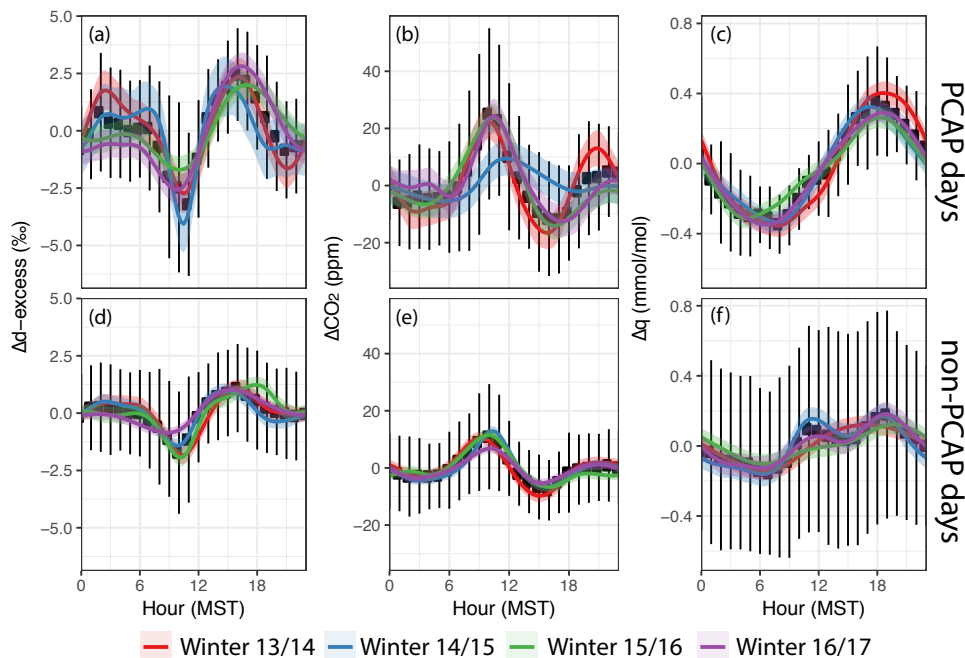 (a) (b) (c)
5.0 0.8
2.5 40 0.4
0.0 20 0.0
−2.5 0 −0.4
−5.0 −20
PCAP days
Δd−excess (‰)
ΔCO2 (ppm)
Δq (mmol/mol)
(d) (e) (f)
5.0 0.8
2.5 40 0.4
0.0 20 0.0
−2.5 0 −0.4
−5.0 −20
non-PCAP days
0 6 12 18 0 6 12 18 0 6 12 18
Hour (MST) Hour (MST) Hour (MST)
Winter 13/14 Winter 14/15 Winter 15/16 Winter 16/17